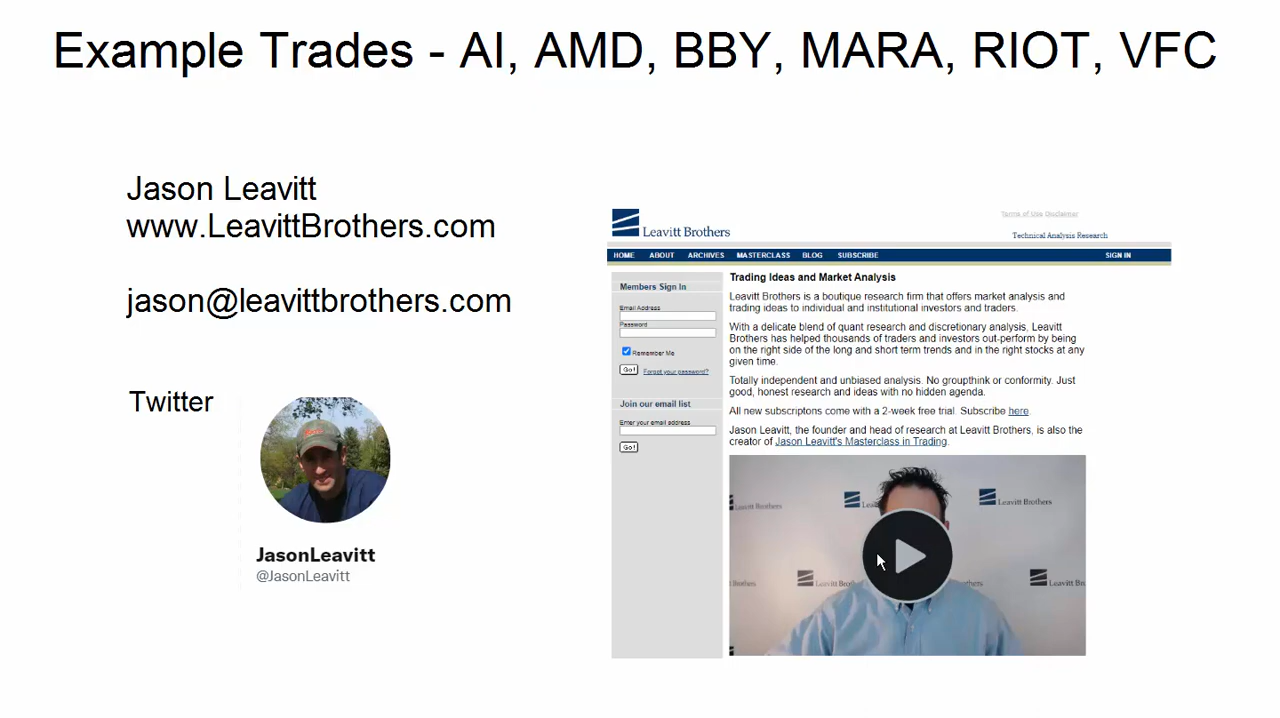 Example Trades - AI, AMD, BBY, MARA, RIOT, VFC
Jason Leavitt
www.LeavittBrothers.com
jason@leavittbrothers.com
Twitter
JasonLeavitt
@JasonLeavitt
Leavitt Brothers
Terms of Use Disclaimer
Technical Analysis Research
HOME ABOUT ARCHIVES MASTERCLASS BLOG SUBSCRIBE SIGN IN
Members Sign In
Email Address
Password
Remember Me
Go! Forgot your password?
Join our email list
Enter your email address
Go!
Trading Ideas and Market Analysis
Leavitt Brothers is a boutique research firm that offers market analysis and
trading ideas to individual and institutional investors and traders.
With a delicate blend of quant research and discretionary analysis, Leavitt
Brothers has helped thousands of traders and investors out-perform by being
on the right side of the long and short term trends and in the right stocks at any
given time.
Totally independent and unbiased analysis. No groupthink or conformity. Just
good, honest research and ideas with no hidden agenda.
All new subscriptons come with a 2-week free trial. Subscribe here.
Jason Leavitt, the founder and head of research at Leavitt Brothers, is also the
creator of Jason Leavitt's Masterclass in Trading.
Leavitt Brothers